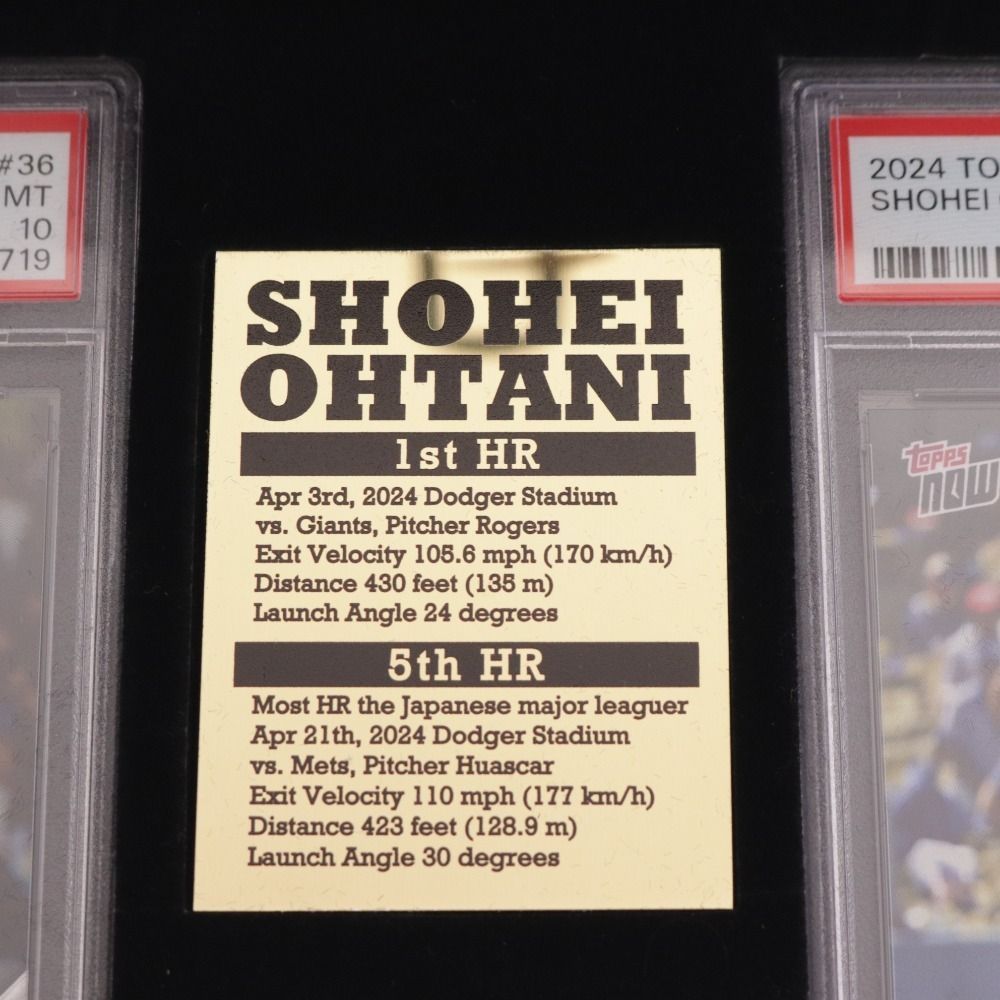 #36
MT
10
719
2024 TO
SHOHEI
SHOHEI
OHTANI
1st HR
Apr 3rd, 2024 Dodger Stadium
vs. Giants, Pitcher Rogers
Exit Velocity 105.6 mph (170 km/h)
Distance 430 feet (135 m)
Launch Angle 24 degrees
5th HR
Most HR the Japanese major leaguer
Apr 21th, 2024 Dodger Stadium
vs. Mets, Pitcher Huascar
Exit Velocity 110 mph (177 km/h)
Distance 423 feet (128.9 m)
Launch Angle 30 degrees
topps
NOW